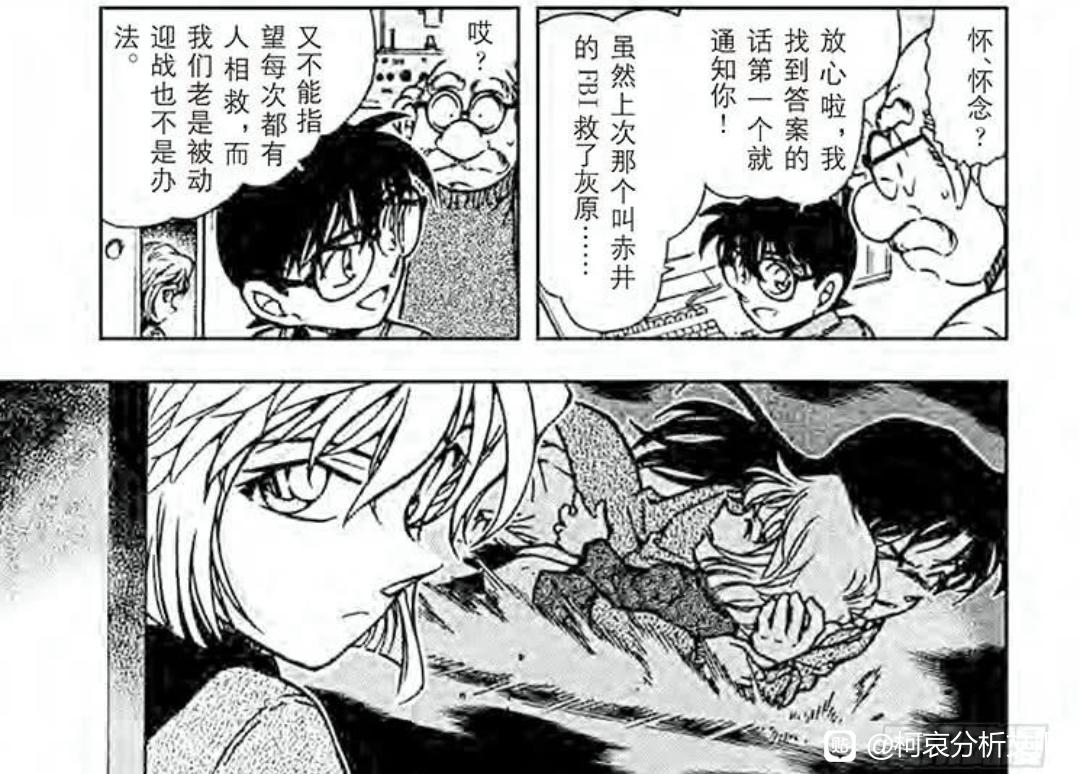 怀、怀念？
放心啦，我
找到答案的
话第一个就
通知你！
虽然上次那个叫赤井
的FBI救了灰原……
哎？
又不能指
望每次都有
人相救，而
我们老是被动
迎战也不是办
法。
@柯哀分析文